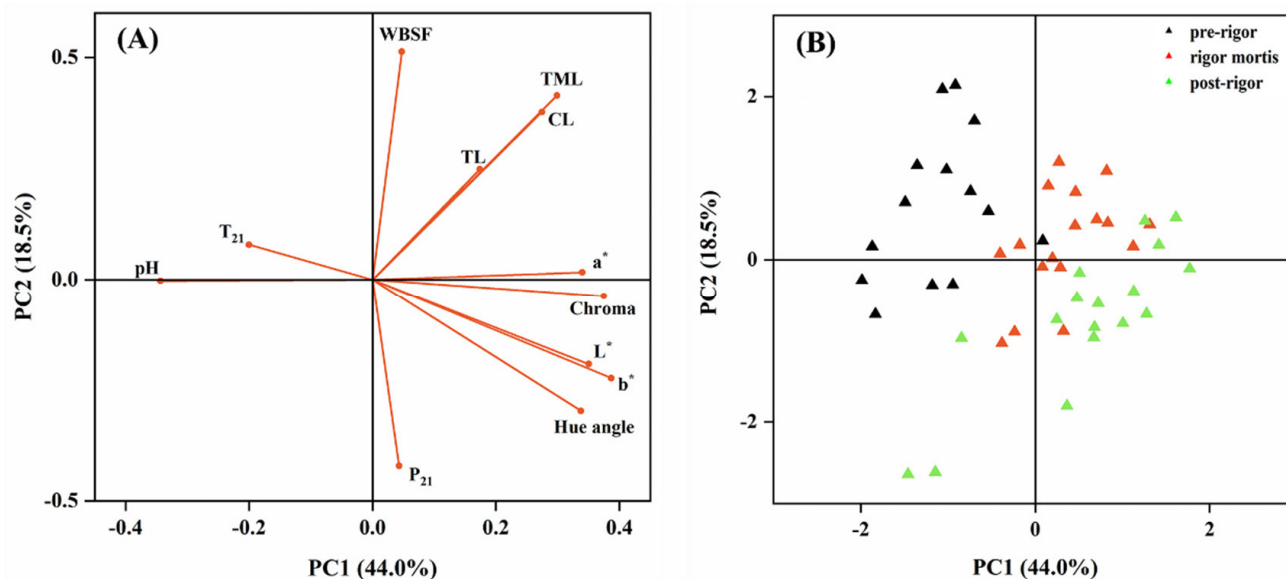 (A)
WBSF
TML
CL
TL
T21
pH
a*
Chroma
L*
b*
Hue angle
P21
0.5
0.0
-0.5
-0.4
-0.2
0.0
0.2
0.4
PC2 (18.5%)
PC1 (44.0%)
(B)
pre-rigor
rigor mortis
post-rigor
2
0
2
-2
0
2
PC2 (18.5%)
PC1 (44.0%)